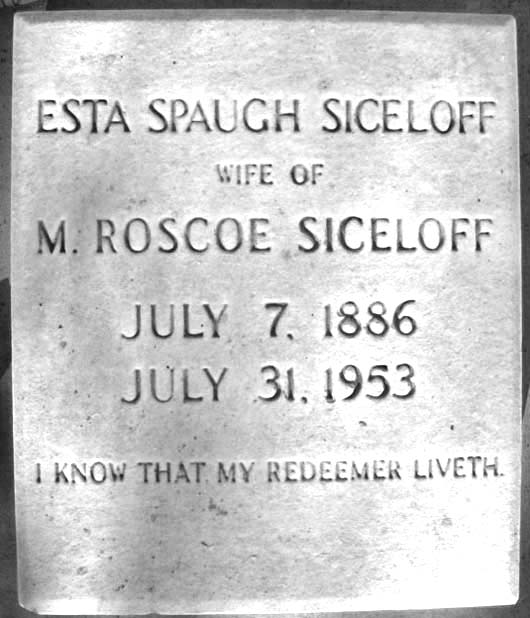 ESTA SPAUGH SICELOFF
WIFE OF
M. ROSCOE SICELOFF
JULY 7, 1886
JULY 31, 1953
I KNOW THAT MY REDEEMER LIVETH.